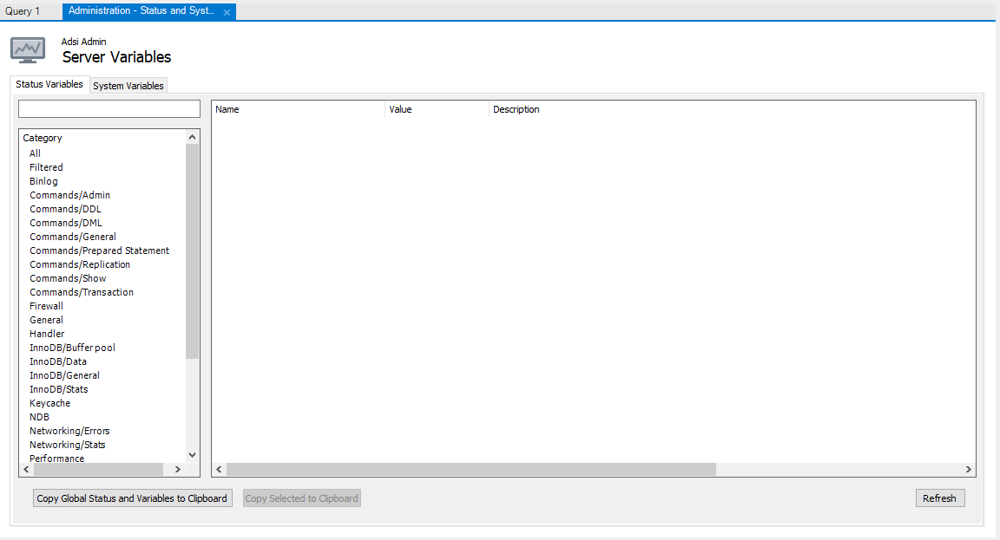 Query 1
Administration - Status and Syst...
Adsi Admin
Server Variables
Status Variables
System Variables
Category
All
Filtered
Binlog
Commands/Admin
Commands/DDL
Commands/DML
Commands/General
Commands/Prepared Statement
Commands/Replication
Commands/Show
Commands/Transaction
Firewall
General
Handler
InnoDB/Buffer pool
InnoDB/Data
InnoDB/General
InnoDB/Stats
Keycache
NDB
Networking/Errors
Networking/Stats
Performance
Name Value Description
Copy Global Status and Variables to Clipboard
Copy Selected to Clipboard
Refresh